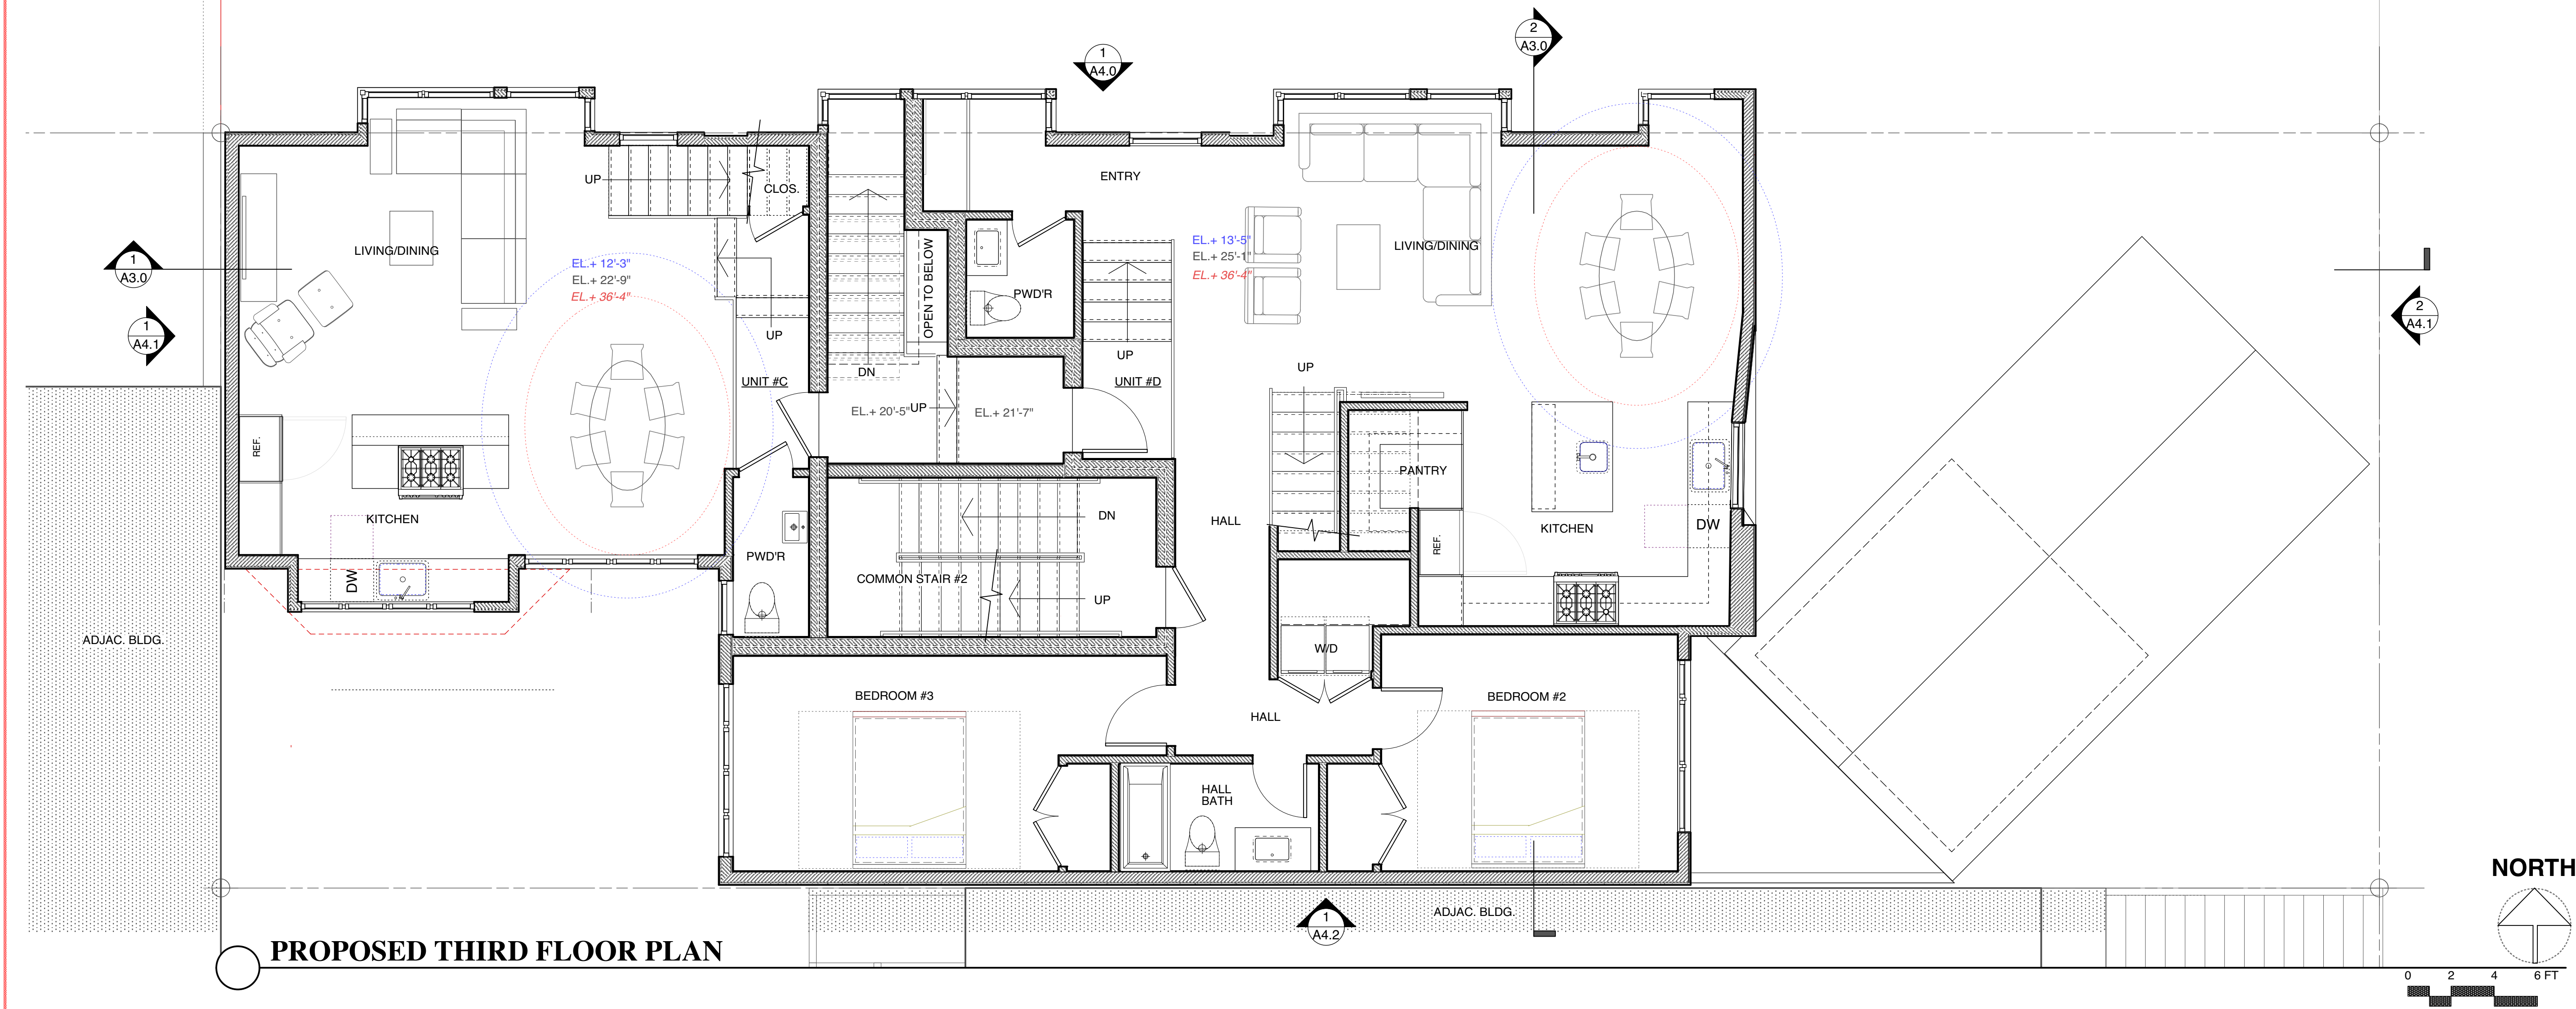 2
A3.0
1
A4.0
ENTRY
UP
CLOS.
LIVING/DINING
EL.+ 12'-3"
EL.+ 22'-9"
EL.+ 36'-4"
OPEN TO BELOW
EL.+ 13'-5"
EL.+ 25'-1"
EL.+ 36'-4"
LIVING/DINING
1
A3.0
PWD'R
1
A4.1
2
A4.1
UP
UP
UP
DN
UNIT #C
UNIT #D
EL.+ 20'-5"
UP
EL.+ 21'-7"
REF.
PANTRY
KITCHEN
DN
HALL
KITCHEN
DW
REF.
PWD'R
DW
COMMON STAIR #2
UP
ADJAC. BLDG.
W/D
BEDROOM #3
BEDROOM #2
HALL
HALL
BATH
NORTH
ADJAC. BLDG.
1
A4.2
PROPOSED THIRD FLOOR PLAN
0 2 4 6 FT